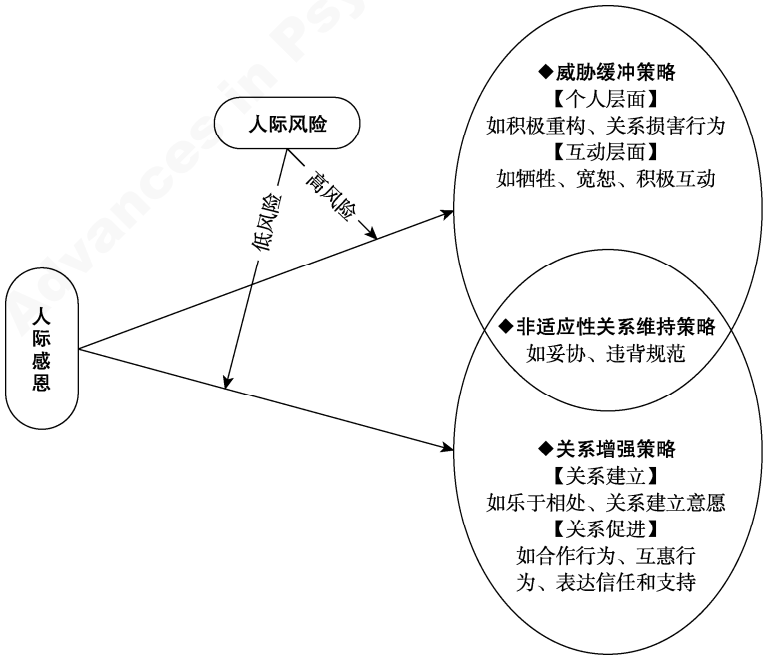 Advances in Psy
◆威胁缓冲策略
【个人层面】
如积极重构、关系损害行为
【互动层面】
如牺牲、宽恕、积极互动
人际风险
高风险
低风险
人际感恩
◆非适应性关系维持策略
如妥协、违背规范
◆关系增强策略
【关系建立】
如乐于相处、关系建立意愿
【关系促进】
如合作行为、互惠行
为、表达信任和支持